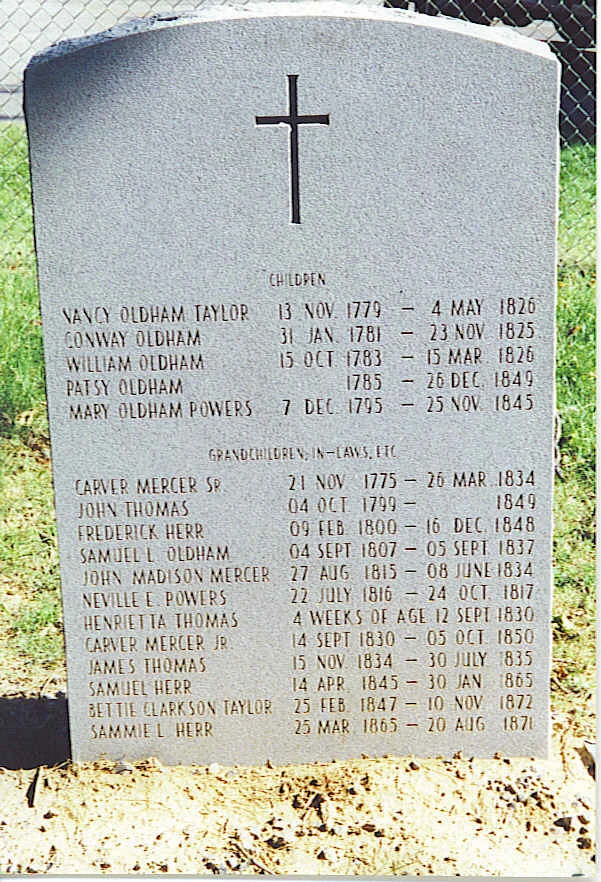 CHILDREN
NANCY OLDHAM TAYLOR 13 NOV. 1779 – 4 MAY 1826
CONWAY OLDHAM 31 JAN. 1781 – 23 NOV. 1825
WILLIAM OLDHAM 15 OCT 1783 – 15 MAR. 1826
PATSY OLDHAM 1785 – 26 DEC. 1849
MARY OLDHAM POWERS 7 DEC. 1795 – 25 NOV. 1845
GRANDCHILDREN, IN-LAWS, ETC
CARVER MERCER SR. 21 NOV 1775 – 26 MAR. 1834
JOHN THOMAS 04 OCT 1799 – 1849
FREDERICK HERR 09 FEB. 1800 – 16 DEC. 1848
SAMUEL L. OLDHAM 04 SEPT 1807 – 05 SEPT. 1837
JOHN MADISON MERCER 27 AUG. 1815 – 08 JUNE 1834
NEVILLE E. POWERS 22 JULY 1816 – 24 OCT. 1817
HENRIETTA THOMAS 4 WEEKS OF AGE 12 SEPT 1830
CARVER MERCER JR. 14 SEPT 1830 – 05 OCT. 1850
JAMES THOMAS 15 NOV 1834 – 30 JULY 1835
SAMUEL HERR 14 APR. 1845 – 30 JAN. 1865
BETTIE CLARKSON TAYLOR 25 FEB. 1847 – 10 NOV 1872
SAMMIE L. HERR 25 MAR. 1865 – 20 AUG 1871